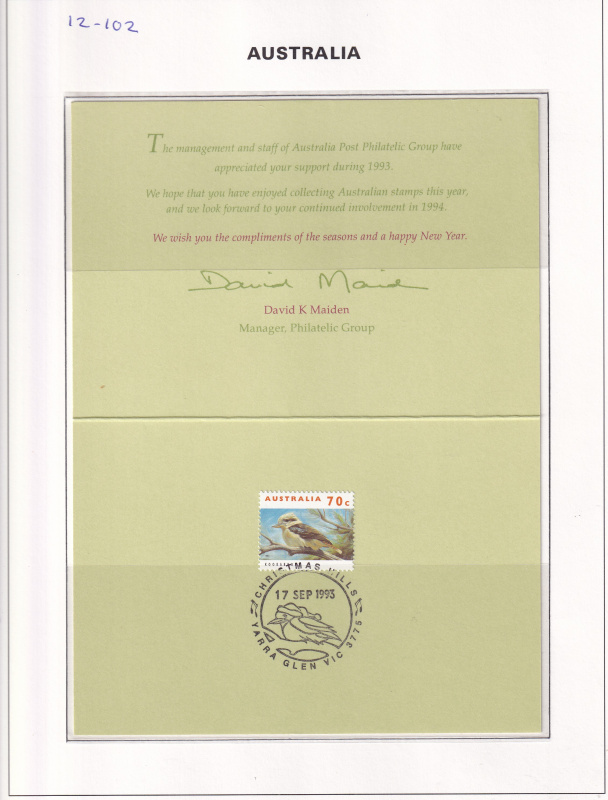 12-102
AUSTRALIA
The management and staff of Australia Post Philatelic Group have
appreciated your support during 1993.
We hope that you have enjoyed collecting Australian stamps this year,
and we look forward to your continued involvement in 1994.
We wish you the compliments of the seasons and a happy New Year.
David Maiden
David K Maiden
Manager, Philatelic Group
AUSTRALIA 70c
CHRISTMAS HILLS
17 SEP 1993
YARRA GLEN VIC 3775